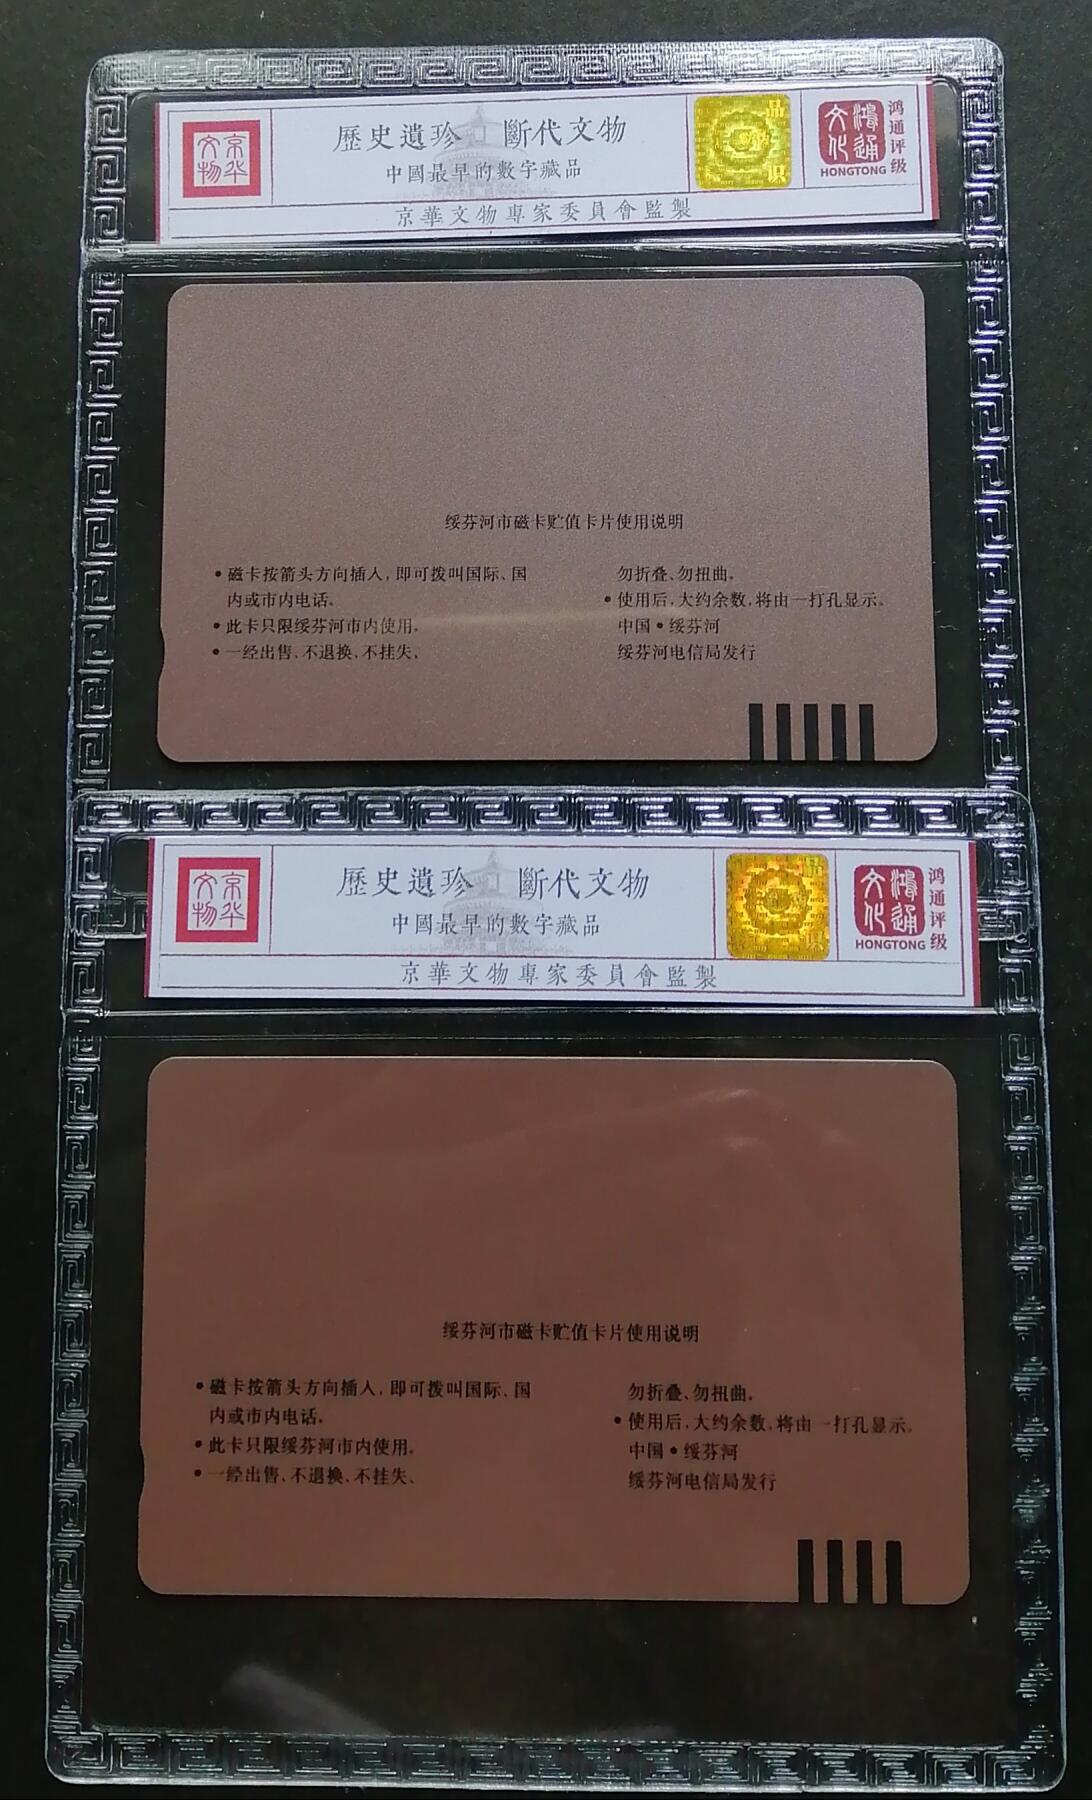 京华文物
歷史遺珍 斷代文物
中國最早的數字藏品
京華文物專家委員會監製
品
识
鸿通文化
HONGTONG
鸿通评级
绥芬河市磁卡贮值卡片使用说明
•磁卡按箭头方向插入,即可拨叫国际、国
内或市内电话。
•此卡只限绥芬河市内使用。
•一经出售、不退换、不挂失、
勿折叠、勿扭曲。
•使用后,大约余数,将由一打孔显示。
中国•绥芬河
绥芬河电信局发行
京华文物
歷史遺珍 斷代文物
中國最早的數字藏品
京華文物專家委員會監製
鸿通文化
HONGTONG
鸿通评级
绥芬河市磁卡贮值卡片使用说明
•磁卡按箭头方向插入,即可拨叫国际、国
内或市内电话。
•此卡只限绥芬河市内使用。
•一经出售、不退换、不挂失、
勿折叠、勿扭曲。
•使用后,大约余数,将由一打孔显示。
中国•绥芬河
绥芬河电信局发行